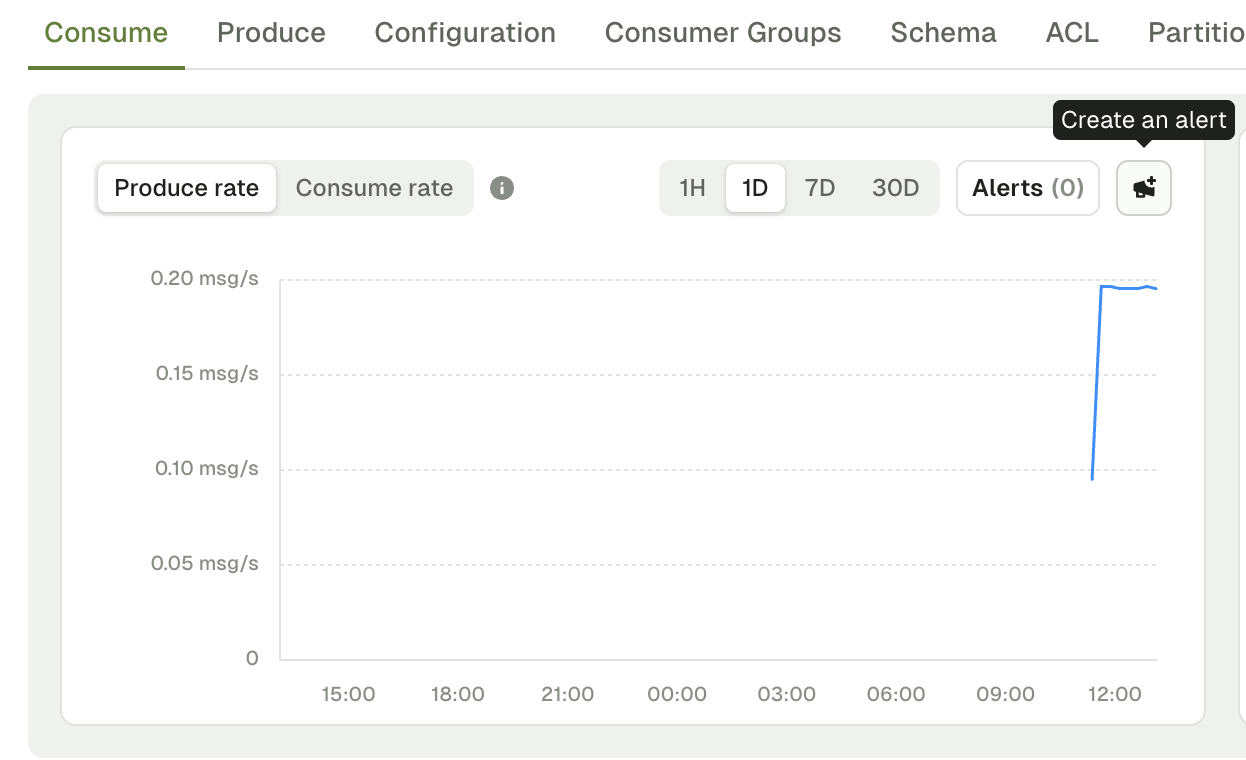 Consume Produce Configuration Consumer Groups Schema ACL Partitio
Create an alert
Produce rate Consume rate 1H 1D 7D 30D Alerts (0)
0.20 msg/s
0.15 msg/s
0.10 msg/s
0.05 msg/s
0
15:00 18:00 21:00 00:00 03:00 06:00 09:00 12:00